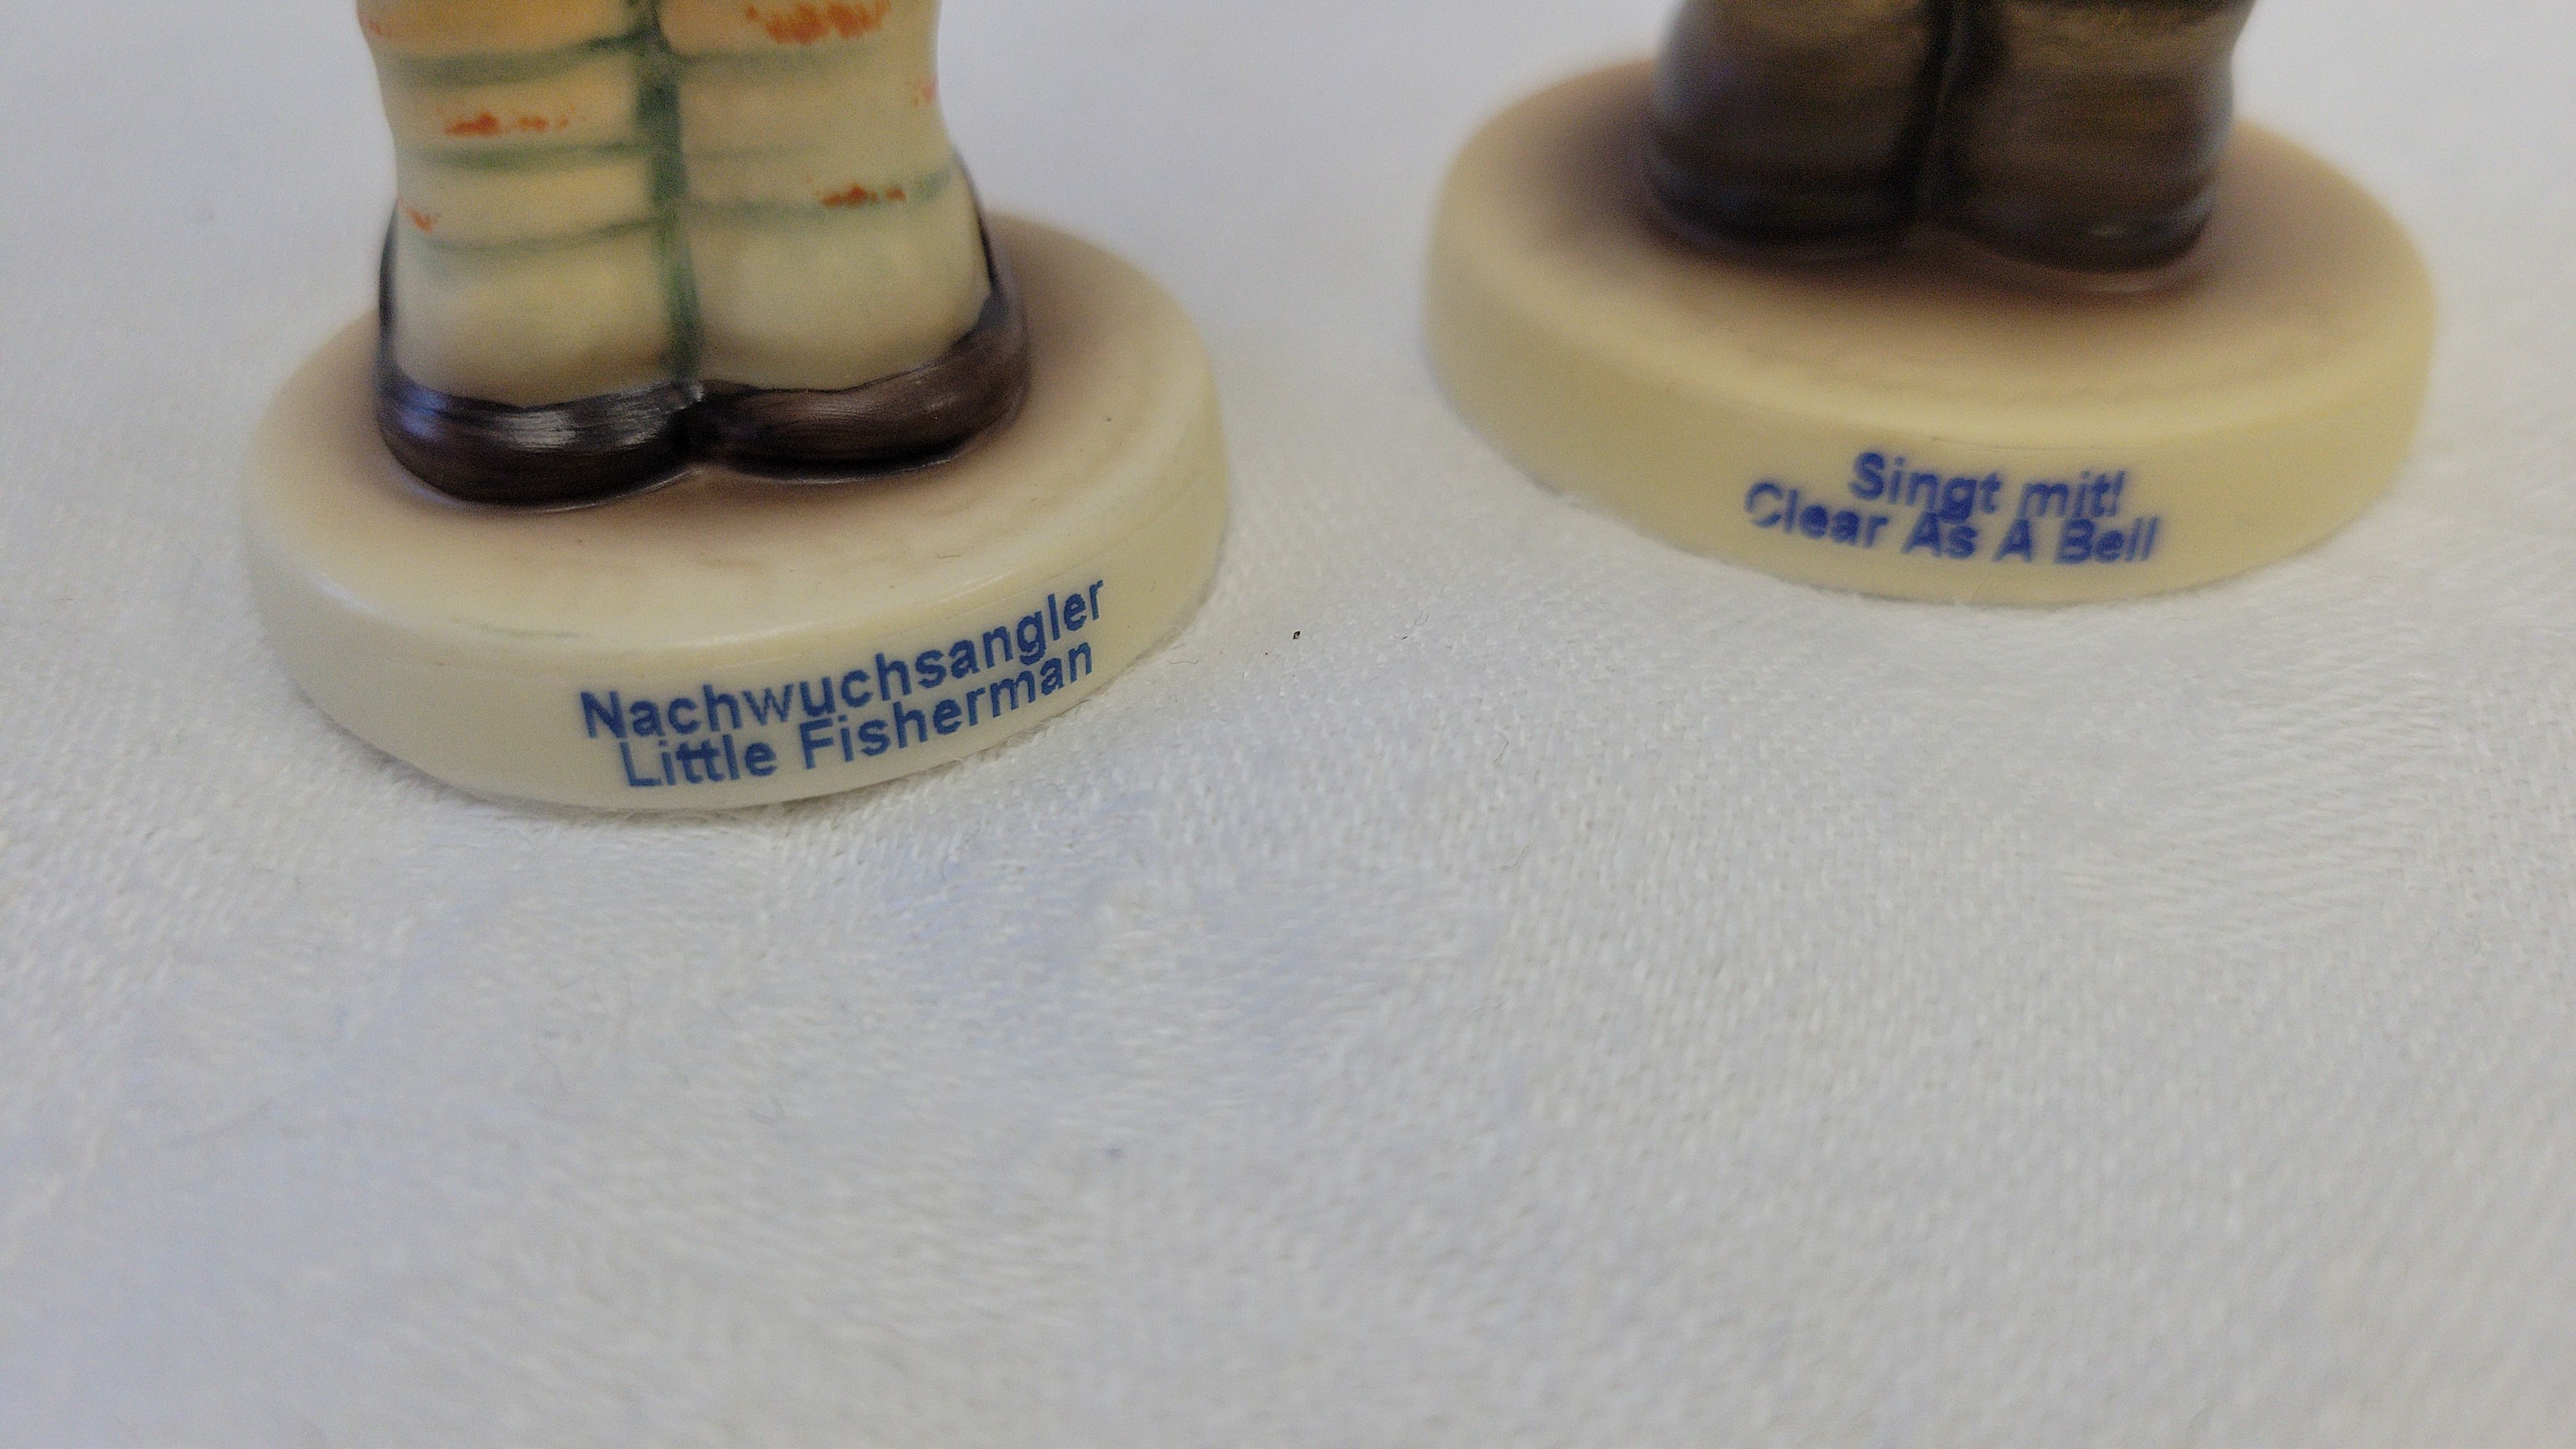 Nachwuchsangler
Little Fisherman
Singt mit!
Clear As A Bell